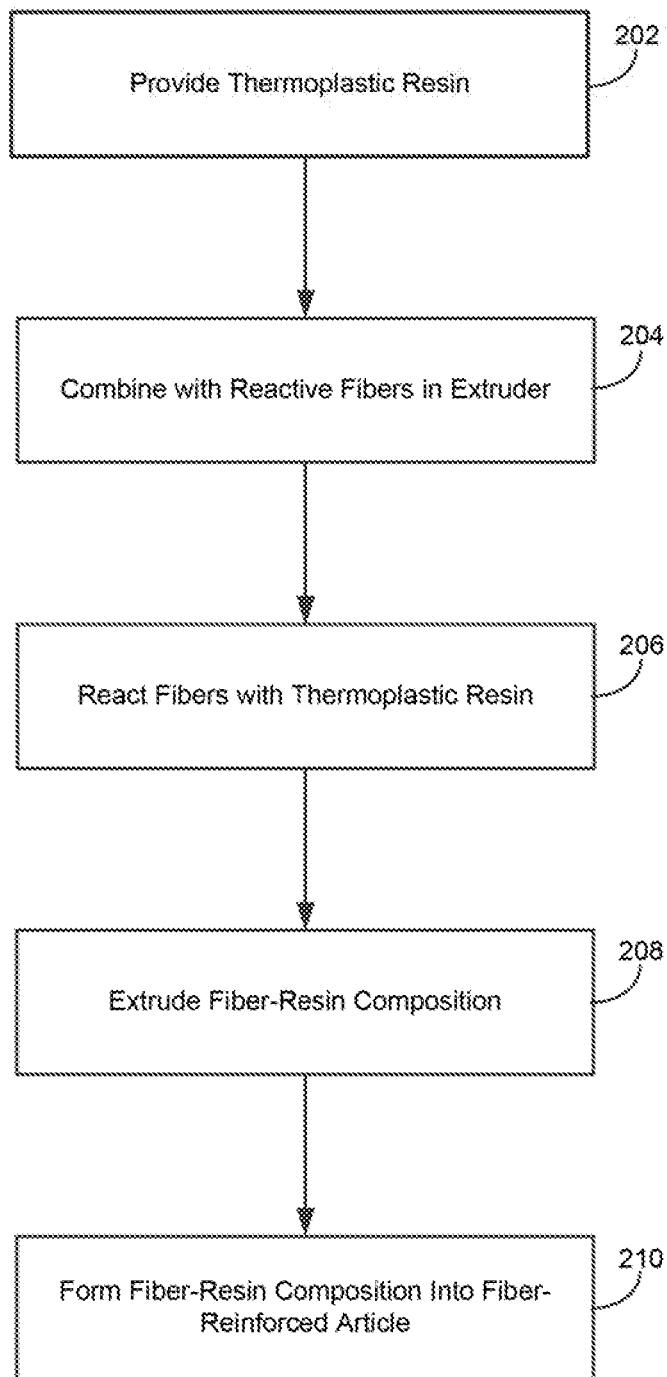 Provide Thermoplastic Resin
202
Combine with Reactive Fibers in Extruder
204
React Fibers with Thermoplastic Resin
206
Extrude Fiber-Resin Composition
208
Form Fiber-Resin Composition Into Fiber-
Reinforced Article
210